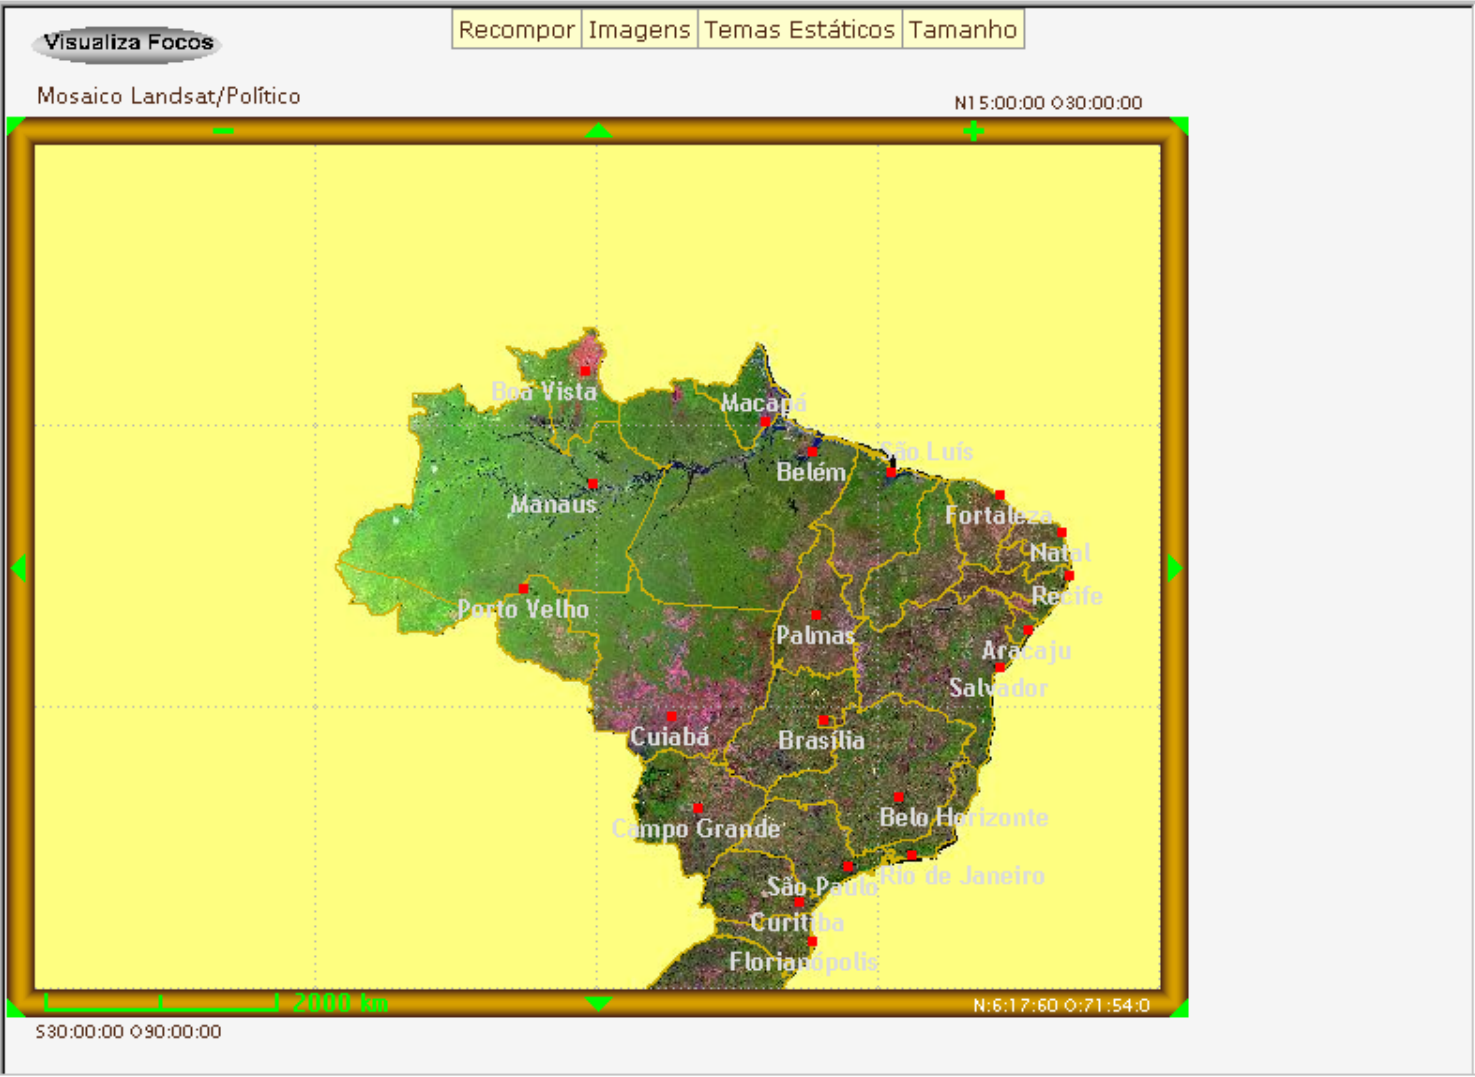 Visualiza Focos
Recompor Imagens Temas Estáticos Tamanho
Mosaico Landsat/Político
N15:00:00 O30:00:00
Boa Vista
Macapá
São Luís
Belém
Manaus
Fortaleza
Natal
Recife
Porto Velho
Palmas
Aracaju
Salvador
Cuiabá
Brasília
Belo Horizonte
Campo Grande
Rio de Janeiro
São Paulo
Curitiba
Florianópolis
2000 km
N:6:17:60 O:71:54:0
S30:00:00 O90:00:00